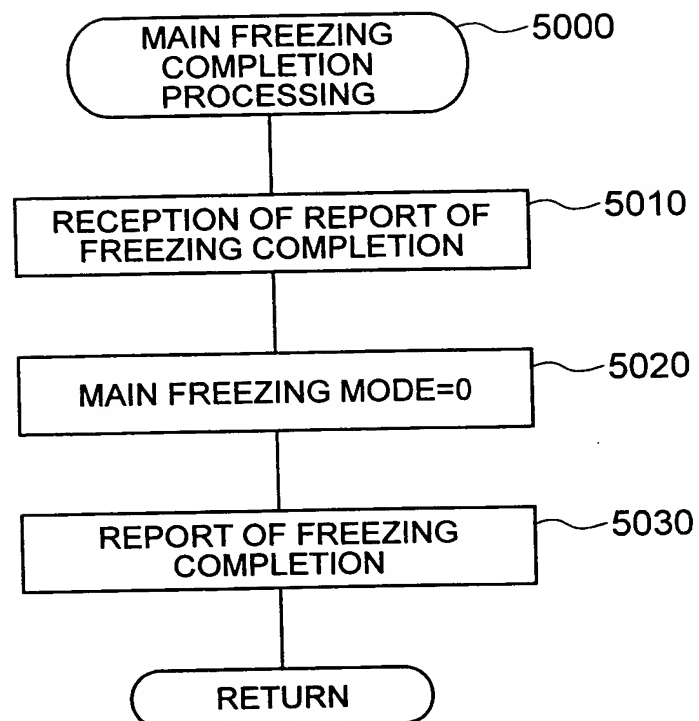 MAIN FREEZING
COMPLETION
PROCESSING
5000
RECEPTION OF REPORT OF
FREEZING COMPLETION
5010
MAIN FREEZING MODE=0
5020
REPORT OF FREEZING
COMPLETION
5030
RETURN